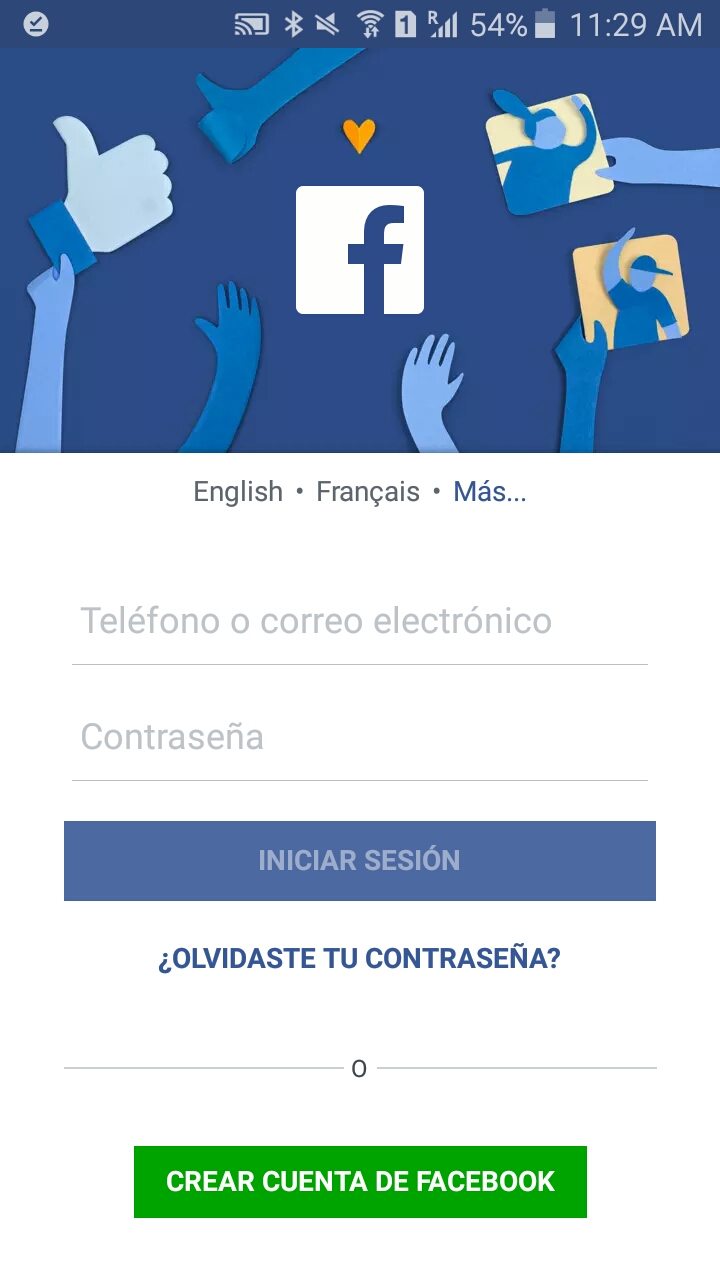 1 R 54% 11:29 AM
f
English • Français • Más...
Teléfono o correo electrónico
Contraseña
INICIAR SESIÓN
¿OLVIDASTE TU CONTRASEÑA?
O
CREAR CUENTA DE FACEBOOK